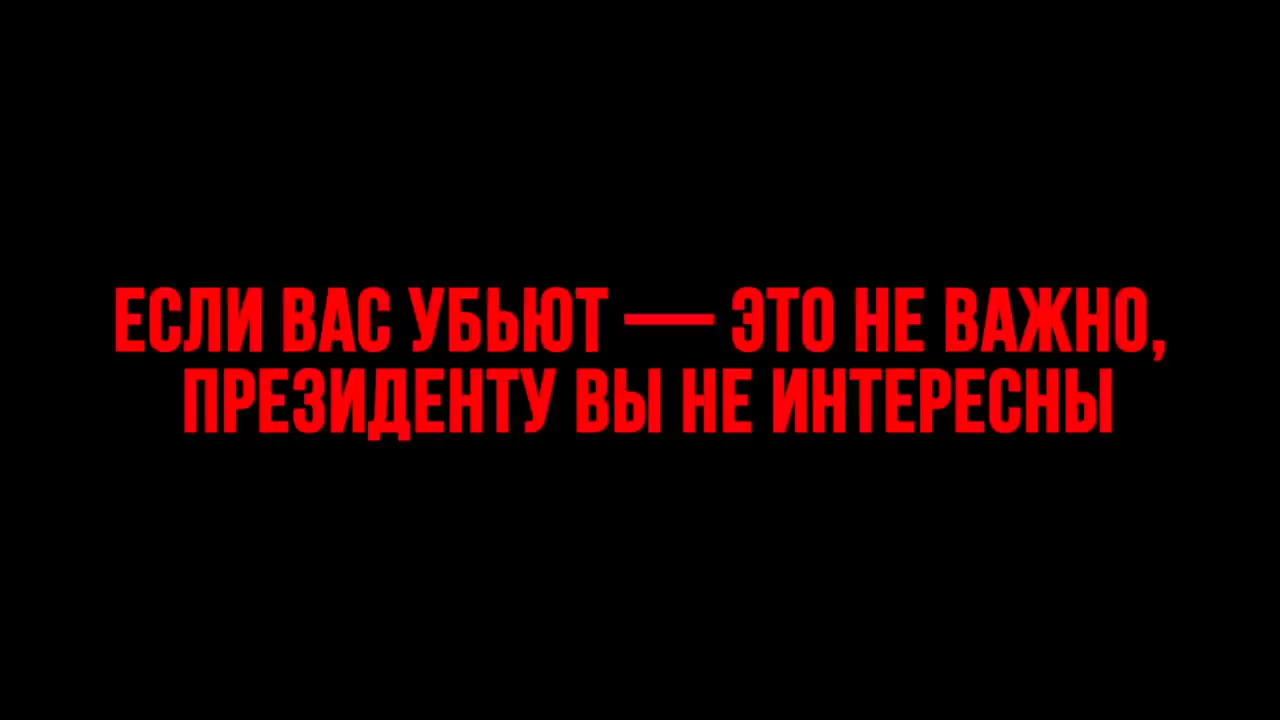 ЕСЛИ ВАС УБЬЮТ — ЭТО НЕ ВАЖНО,
ПРЕЗИДЕНТУ ВЫ НЕ ИНТЕРЕСНЫ